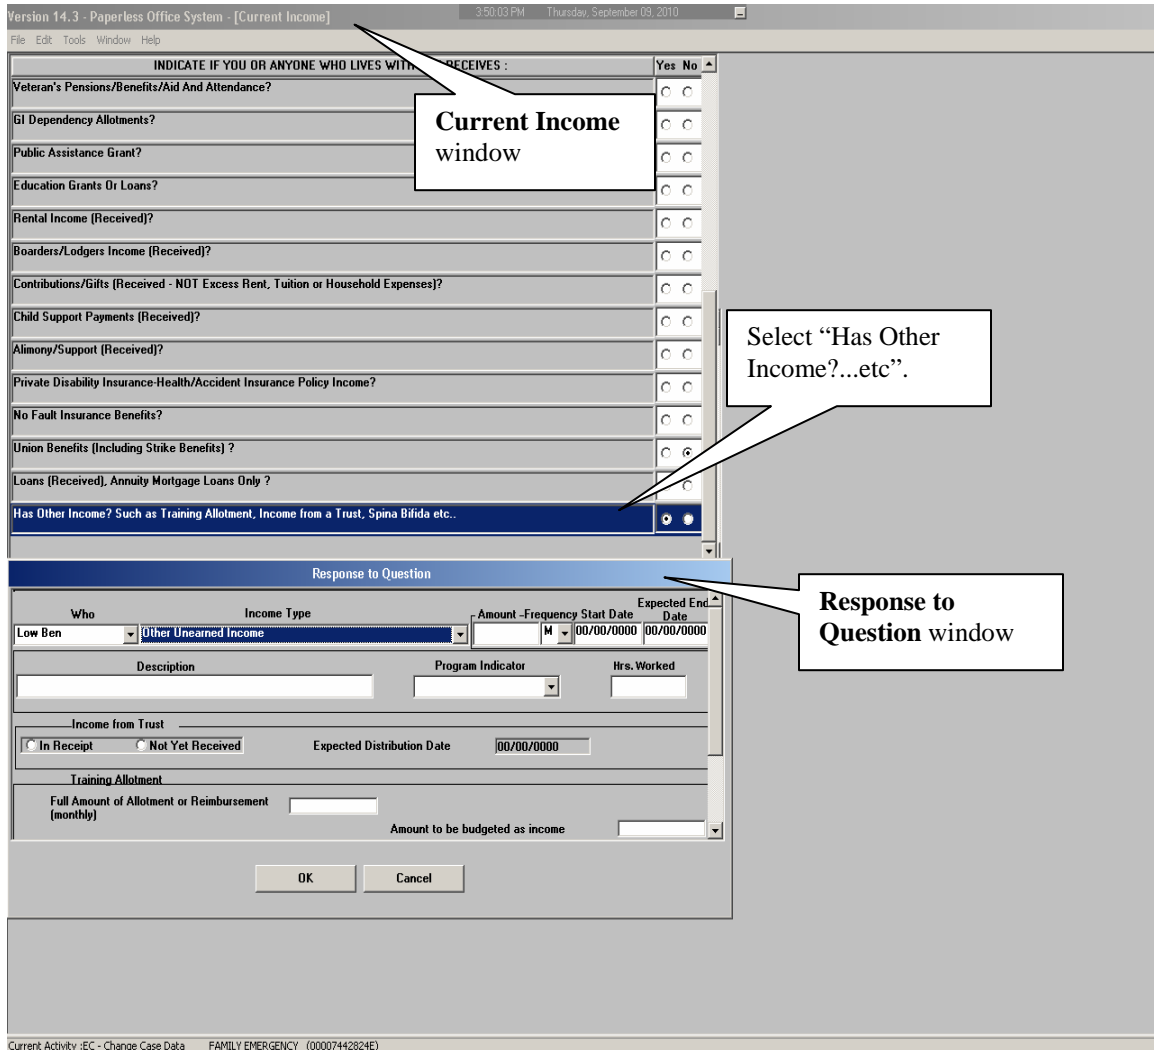 Version 14.3 - Paperless Office System - [Current Income]
3:50:03 PM Thursday, September 09, 2010
File Edit Tools Window Help
INDICATE IF YOU OR ANYONE WHO LIVES WITH RECEIVES :
Yes No
Veteran's Pensions/Benefits/Aid And Attendance?
GI Dependency Allotments?
Current Income
window
Public Assistance Grant?
Education Grants Or Loans?
Rental Income (Received)?
Boarders/Lodgers Income (Received)?
Contributions/Gifts (Received - NOT Excess Rent, Tuition or Household Expenses)?
Child Support Payments (Received)?
Select “Has Other
Income?...etc”.
Alimony/Support (Received)?
Private Disability Insurance-Health/Accident Insurance Policy Income?
No Fault Insurance Benefits?
Union Benefits (Including Strike Benefits) ?
Loans (Received), Annuity Mortgage Loans Only ?
Has Other Income? Such as Training Allotment, Income from a Trust, Spina Bifida etc..
Response to Question
Response to
Question window
Who Income Type Amount -Frequency Start Date Expected End
Date
Low Ben Other Unearned Income M 00/00/0000 00/00/0000
Description Program Indicator Hrs. Worked
Income from Trust
In Receipt Not Yet Received Expected Distribution Date 00/00/0000
Training Allotment
Full Amount of Allotment or Reimbursement
(monthly)
Amount to be budgeted as income
OK Cancel
Current Activity :EC - Change Case Data FAMILY EMERGENCY (00007442824E)